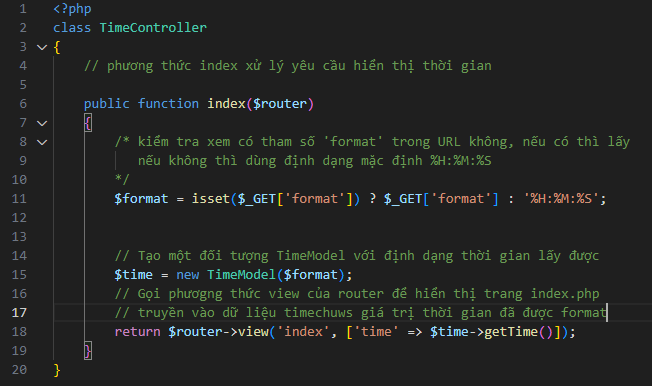 1 <?php
2 class TimeController
3 {
4 // phương thức index xử lý yêu cầu hiển thị thời gian
5
6 public function index($router)
7 {
8 /* kiểm tra xem có tham số 'format' trong URL không, nếu có thì lấy
9 nếu không thì dùng định dạng mặc định %H:%M:%S
10 */
11 $format = isset($_GET['format']) ? $_GET['format'] : '%H:%M:%S';
12
13
14 // Tạo một đối tượng TimeModel với định dạng thời gian lấy được
15 $time = new TimeModel($format);
16 // Gọi phươgng thức view của router để hiển thị trang index.php
17 // truyền vào dữ liệu timechuws giá trị thời gian đã được format
18 return $router->view('index', ['time' => $time->getTime()]);
19 }
20 }